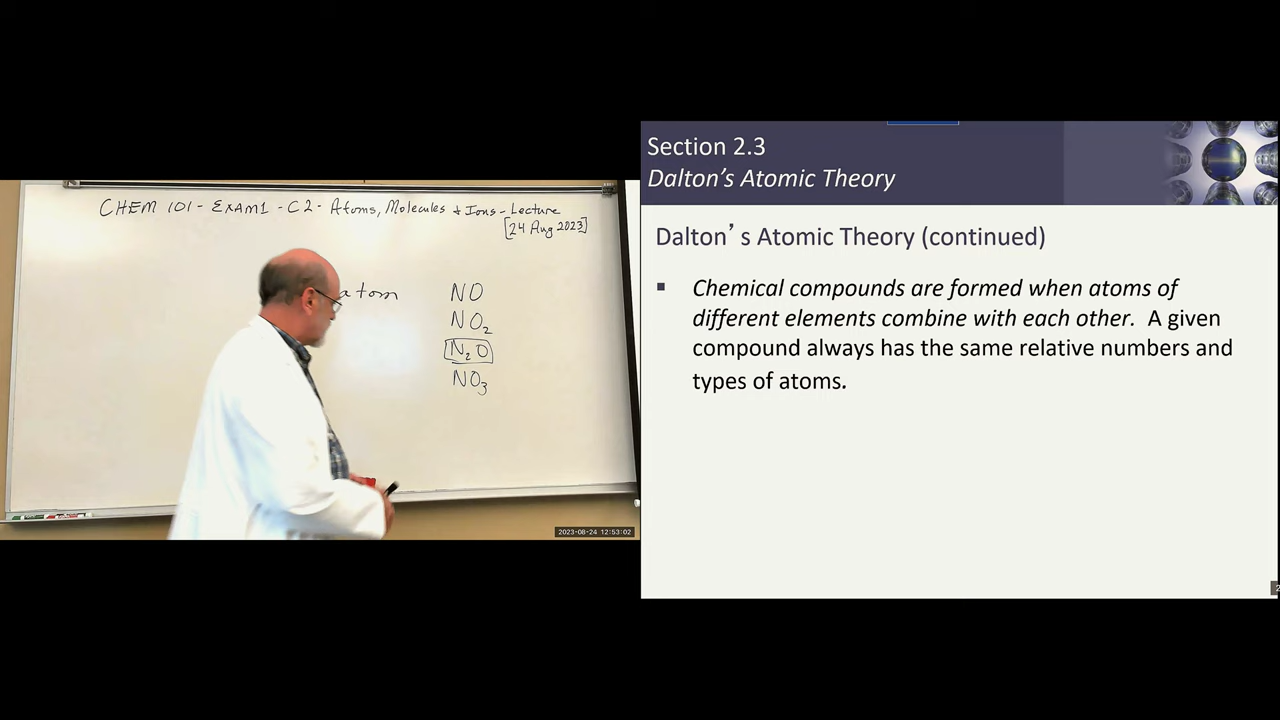 CHEM 101 - EXAM1 - C2 - Atoms, Molecules & Ions - Lecture
[24 Aug 2023]
atom
NO
NO₂
N₂O
NO₃
2023-08-24 12:53:02
Section 2.3
Dalton's Atomic Theory
Dalton's Atomic Theory (continued)
▪ Chemical compounds are formed when atoms of
different elements combine with each other. A given
compound always has the same relative numbers and
types of atoms.